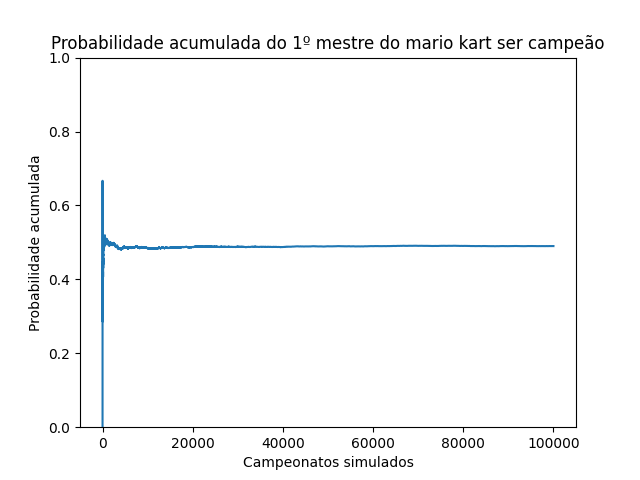 Probabilidade acumulada do 1º mestre do mario kart ser campeão
1.0
0.8
0.6
0.4
0.2
0.0
Probabilidade acumulada
0 20000 40000 60000 80000 100000
Campeonatos simulados